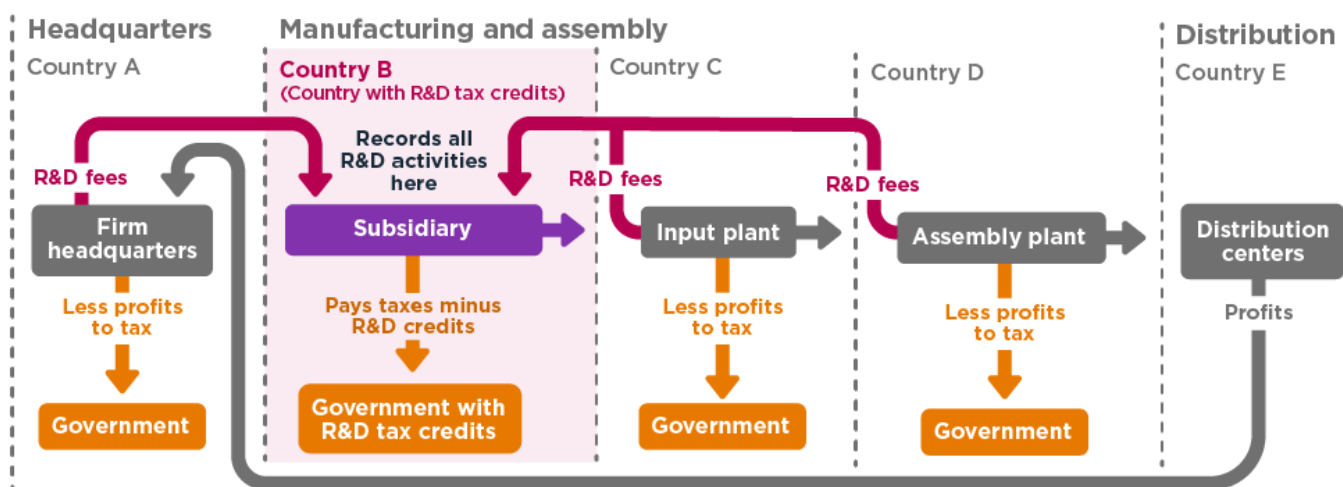 Headquarters
Manufacturing and assembly
Distribution
Country A
Country B
(Country with R&D tax credits)
Country C
Country D
Country E
Records all
R&D activities
here
R&D fees
R&D fees
R&D fees
Firm
headquarters
Subsidiary
Input plant
Assembly plant
Distribution
centers
Less profits
to tax
Pays taxes minus
R&D credits
Less profits
to tax
Less profits
to tax
Profits
Government
Government with
R&D tax credits
Government
Government